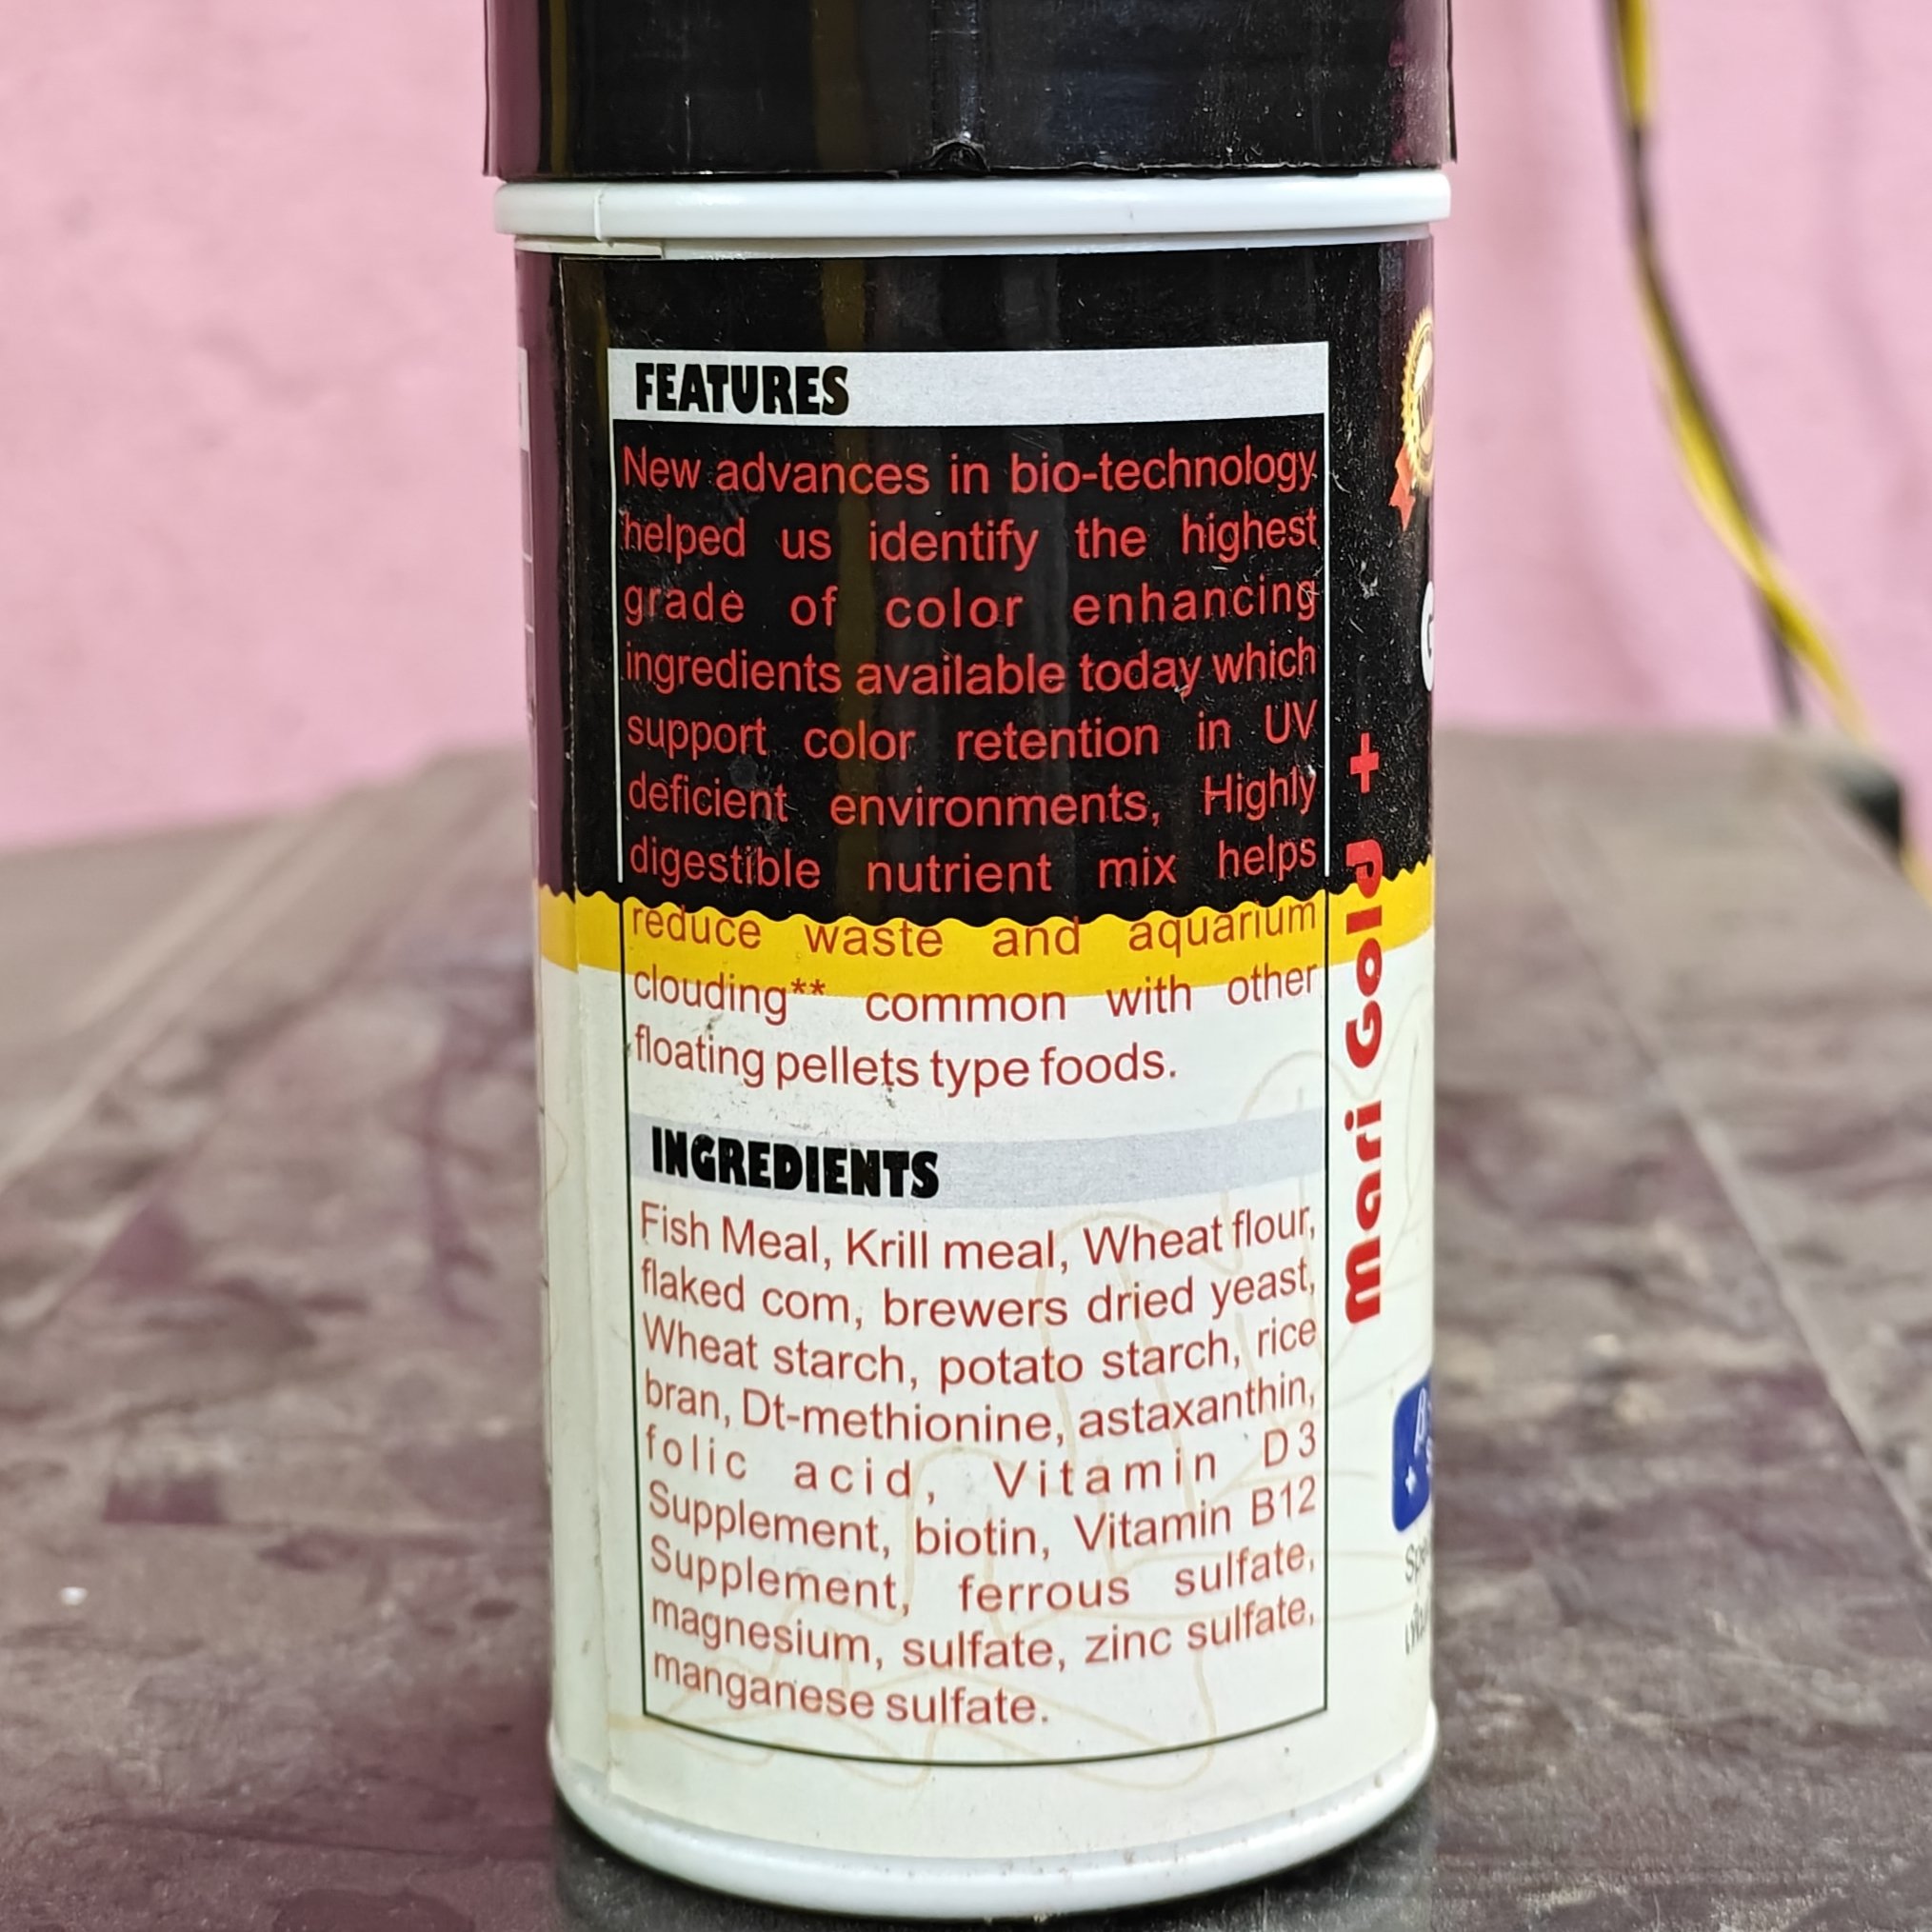 FEATURES
New advances in bio-technology
helped us identify the highest
grade of color enhancing
ingredients available today which
support color retention in UV
deficient environments, Highly
digestible nutrient mix helps
reduce waste and aquarium
clouding** common with other
floating pellets type foods.
INGREDIENTS
Fish Meal, Krill meal, Wheat flour,
flaked com, brewers dried yeast,
Wheat starch, potato starch, rice
bran, Dt-methionine, astaxanthin,
folic acid, Vitamin D3
Supplement, biotin, Vitamin B12
Supplement, ferrous sulfate,
magnesium, sulfate, zinc sulfate,
manganese sulfate.
Mari Gold +